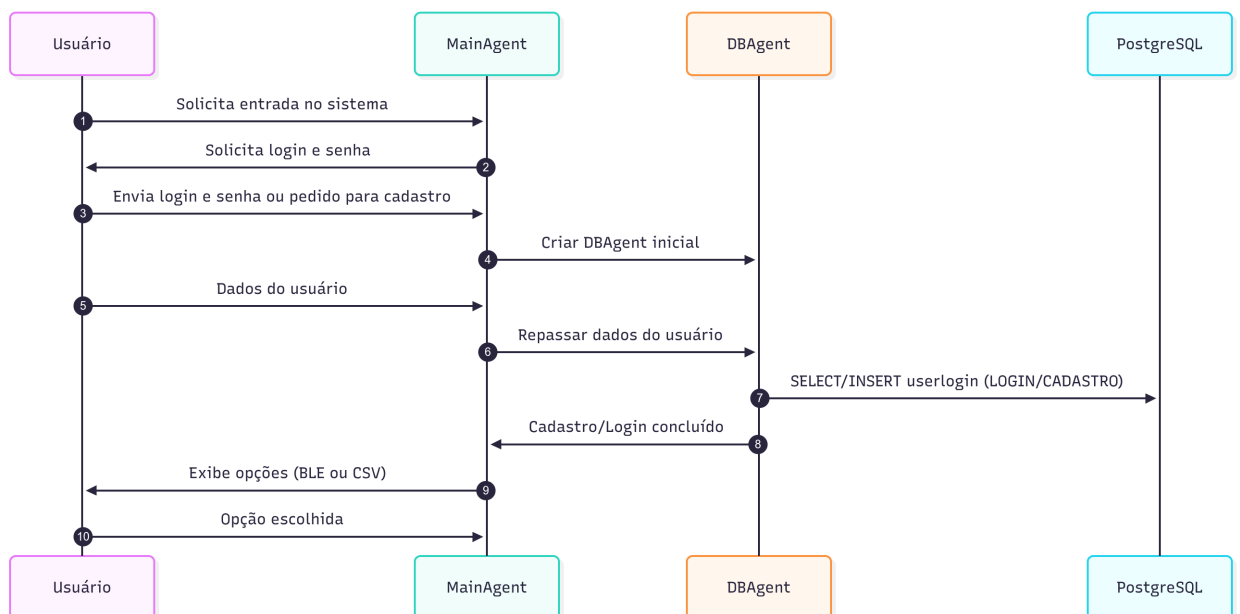 Usuário
MainAgent
DBAgent
PostgreSQL
Solicita entrada no sistema
1
Solicita login e senha
2
Envia login e senha ou pedido para cadastro
3
Criar DBAgent inicial
4
Dados do usuário
5
Repassar dados do usuário
6
SELECT/INSERT userlogin (LOGIN/CADASTRO)
7
Cadastro/Login concluído
8
Exibe opções (BLE ou CSV)
9
Opção escolhida
10
Usuário
MainAgent
DBAgent
PostgreSQL